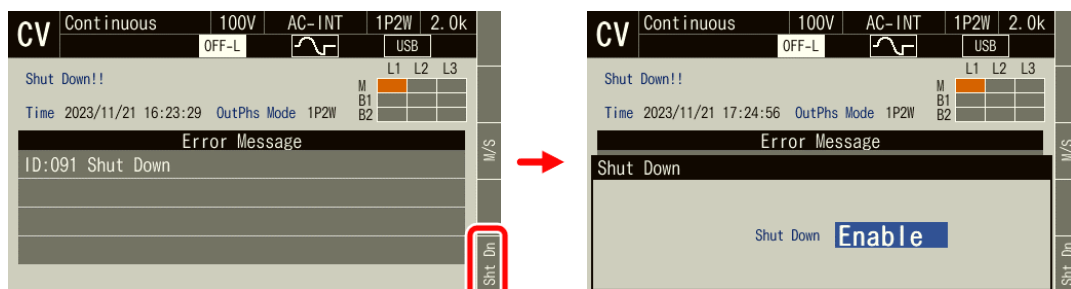 CV Continuous 100V AC-INT 1P2W 2.0k
OFF-L USB
L1 L2 L3
Shut Down!!
M
B1
Time 2023/11/21 16:23:29 OutPhs Mode 1P2W B2
Error Message
ID:091 Shut Down
M/S
Sht Dn
CV Continuous 100V AC-INT 1P2W 2.0k
OFF-L USB
L1 L2 L3
Shut Down!!
M
B1
Time 2023/11/21 17:24:56 OutPhs Mode 1P2W B2
Error Message
Shut Down
Shut Down Enable
M/S
Sht Dn